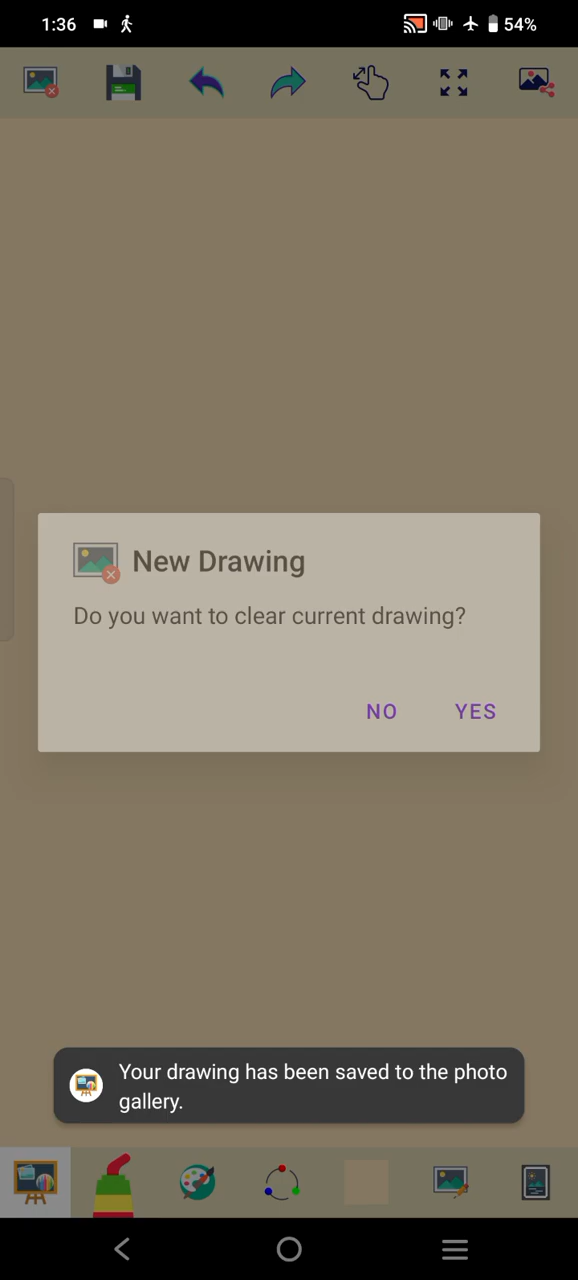 1:36
54%
New Drawing
Do you want to clear current drawing?
NO YES
Your drawing has been saved to the photo
gallery.